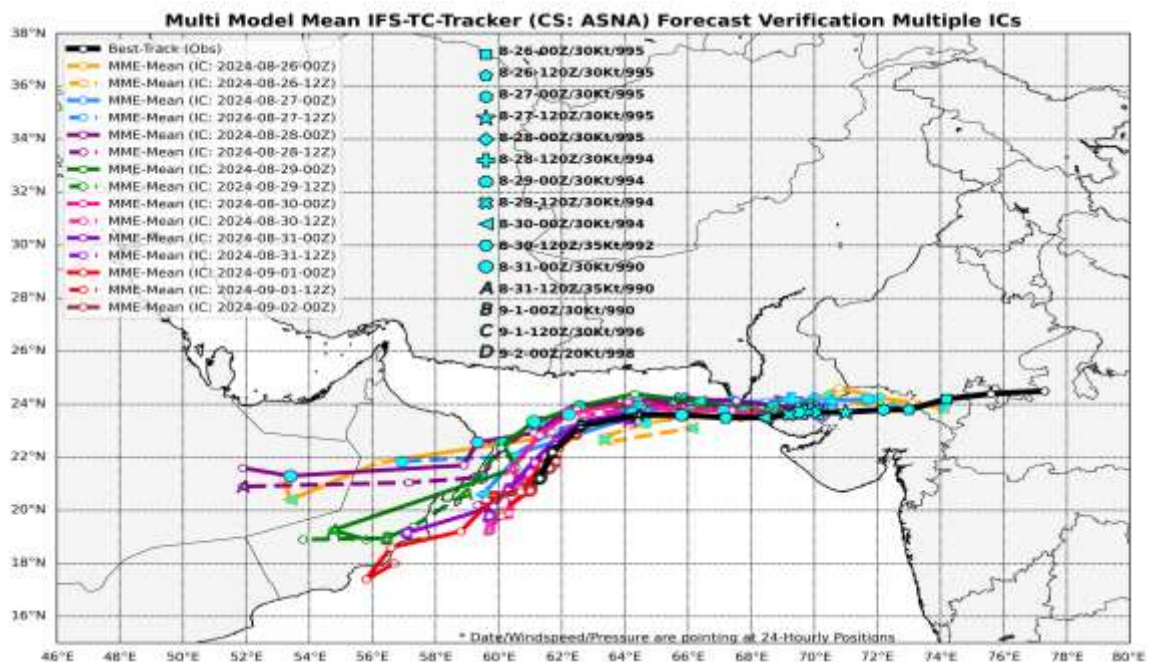 Multi Model Mean IFS-TC-Tracker (CS: ASNA) Forecast Verification Multiple ICs
38°N
36°N
34°N
32°N
30°N
28°N
26°N
24°N
22°N
20°N
18°N
16°N
Best-Track (Obs)
MME-Mean (IC: 2024-08-26-00Z)
MME-Mean (IC: 2024-08-26-12Z)
MME-Mean (IC: 2024-08-27-00Z)
MME-Mean (IC: 2024-08-27-12Z)
MME-Mean (IC: 2024-08-28-00Z)
MME-Mean (IC: 2024-08-28-12Z)
MME-Mean (IC: 2024-08-29-00Z)
MME-Mean (IC: 2024-08-29-12Z)
MME-Mean (IC: 2024-08-30-00Z)
MME-Mean (IC: 2024-08-30-12Z)
MME-Mean (IC: 2024-08-31-00Z)
MME-Mean (IC: 2024-08-31-12Z)
MME-Mean (IC: 2024-09-01-00Z)
MME-Mean (IC: 2024-09-01-12Z)
MME-Mean (IC: 2024-09-02-00Z)
8-26-00Z/30Kt/995
8-26-120Z/30Kt/995
8-27-00Z/30Kt/995
8-27-120Z/30Kt/995
8-28-00Z/30Kt/995
8-28-120Z/30Kt/994
8-29-00Z/30Kt/994
8-29-120Z/30Kt/994
8-30-00Z/30Kt/994
8-30-120Z/35Kt/992
8-31-00Z/30Kt/990
A 8-31-120Z/35Kt/990
B 9-1-00Z/30Kt/990
C 9-1-120Z/30Kt/996
D 9-2-00Z/20Kt/998
* Date/Windspeed/Pressure are pointing at 24-Hourly Positions
46°E 48°E 50°E 52°E 54°E 56°E 58°E 60°E 62°E 64°E 66°E 68°E 70°E 72°E 74°E 76°E 78°E 80°E